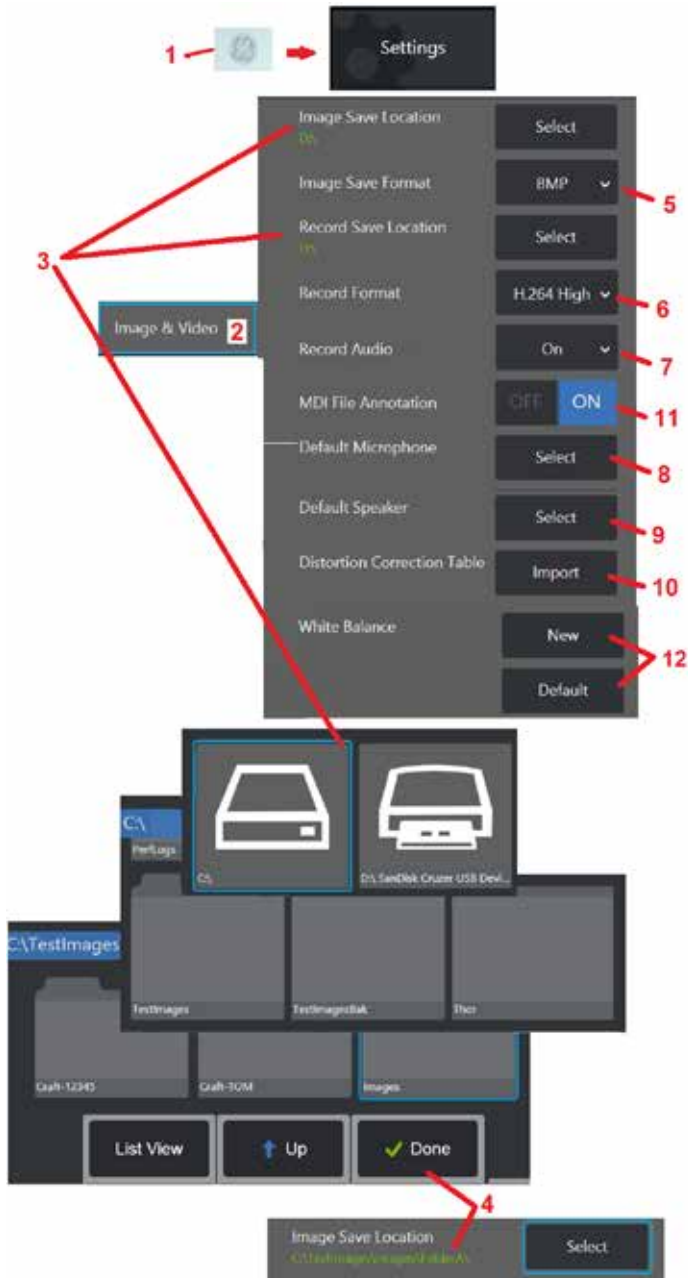 1
Settings
Image Save Location
Select
D:\
Image Save Format
BMP
5
Record Save Location
Select
3
Record Format
H.264 High
6
Image & Video 2
Record Audio
On
7
MDI File Annotation
OFF ON
11
Default Microphone
Select
8
Default Speaker
Select
9
Distortion Correction Table
Import
10
White Balance
New
12
Default
C:\
PerfLogs
C:\
D:\ SanDisk Cruzer USB Devi...
C:\TestImages
TestImages
TestImagesBak
Thor
Craft-12345
Craft-TOM
Images
List View
Up
Done
4
Image Save Location
Select